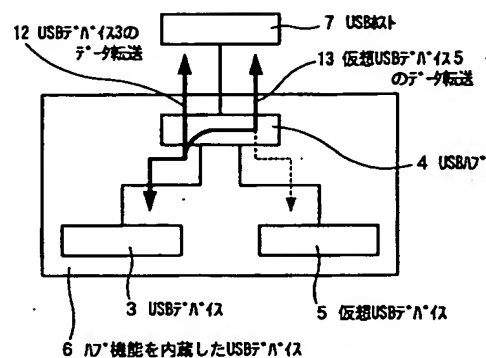 12 USBデバイス3の
データ転送
7 USBホスト
13 仮想USBデバイス5
のデータ転送
4 USBハブ
3 USBデバイス
5 仮想USBデバイス
6 ハブ機能を内蔵したUSBデバイス